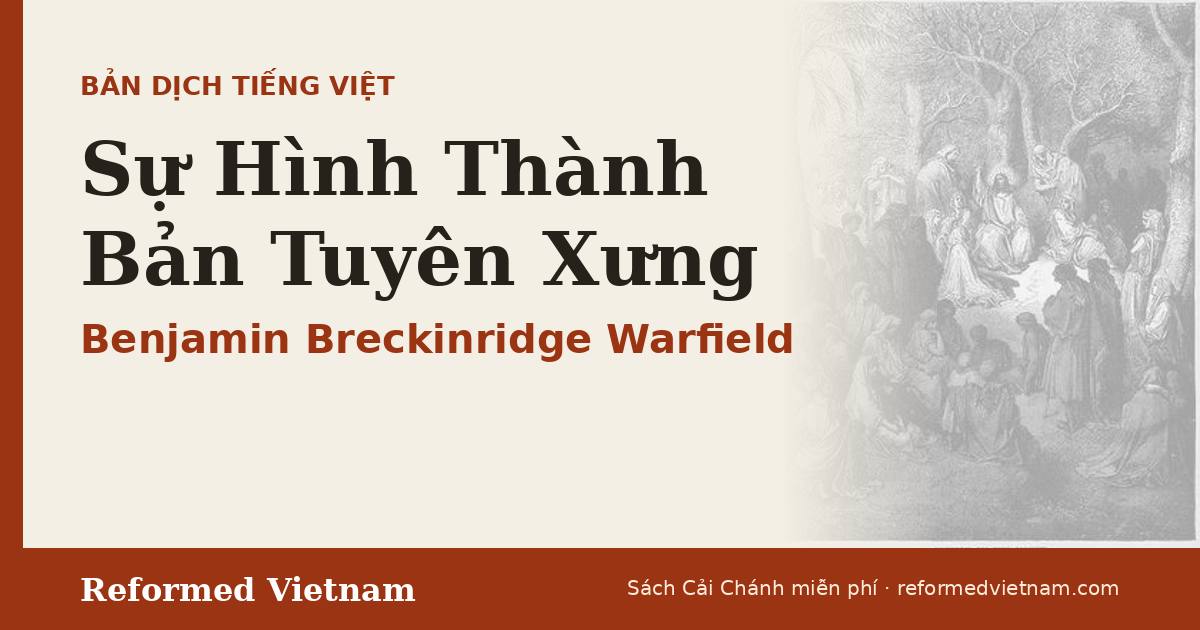 BẢN DỊCH TIẾNG VIỆT
Sự Hình Thành
Bản Tuyên Xưng
Benjamin Breckinridge Warfield
Reformed Vietnam
Sách Cải Chánh miễn phí · reformedvietnam.com